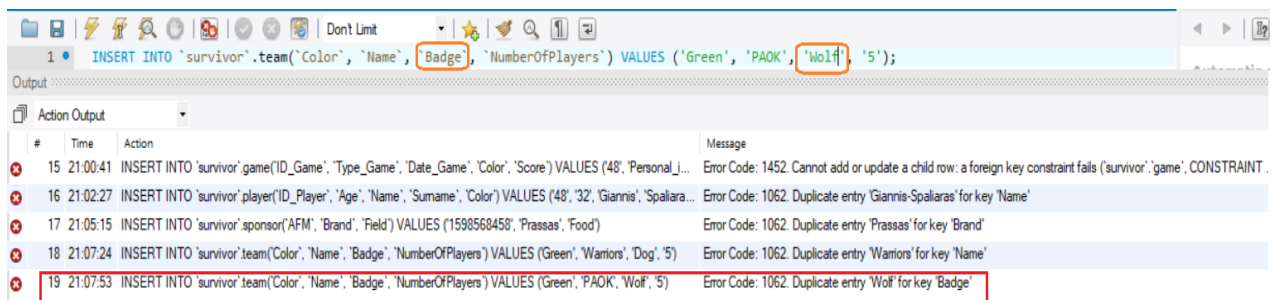 Don't Limit
1 INSERT INTO `survivor`.team(`Color`, `Name`, `Badge`, `NumberOfPlayers`) VALUES ('Green', 'PAOK', 'Wolf', '5');
Output
Action Output
# Time Action Message
15 21:00:41 INSERT INTO `survivor`.game(`ID_Game`, `Type_Game`, `Date_Game`, `Color`, `Score`) VALUES ('48', 'Personal_i... Error Code: 1452. Cannot add or update a child row: a foreign key constraint fails (`survivor`.`game`, CONSTRAINT .
16 21:02:27 INSERT INTO `survivor`.player(`ID_Player`, `Age`, `Name`, `Surname`, `Color`) VALUES ('48', '32', 'Giannis', 'Spaliara... Error Code: 1062. Duplicate entry 'Giannis-Spaliaras' for key 'Name'
17 21:05:15 INSERT INTO `survivor`.sponsor(`AFM`, `Brand`, `Field`) VALUES ('1598568458', 'Prassas', 'Food') Error Code: 1062. Duplicate entry 'Prassas' for key 'Brand'
18 21:07:24 INSERT INTO `survivor`.team(`Color`, `Name`, `Badge`, `NumberOfPlayers`) VALUES ('Green', 'Warriors', 'Dog', '5') Error Code: 1062. Duplicate entry 'Warriors' for key 'Name'
19 21:07:53 INSERT INTO `survivor`.team(`Color`, `Name`, `Badge`, `NumberOfPlayers`) VALUES ('Green', 'PAOK', 'Wolf', '5') Error Code: 1062. Duplicate entry 'Wolf' for key 'Badge'